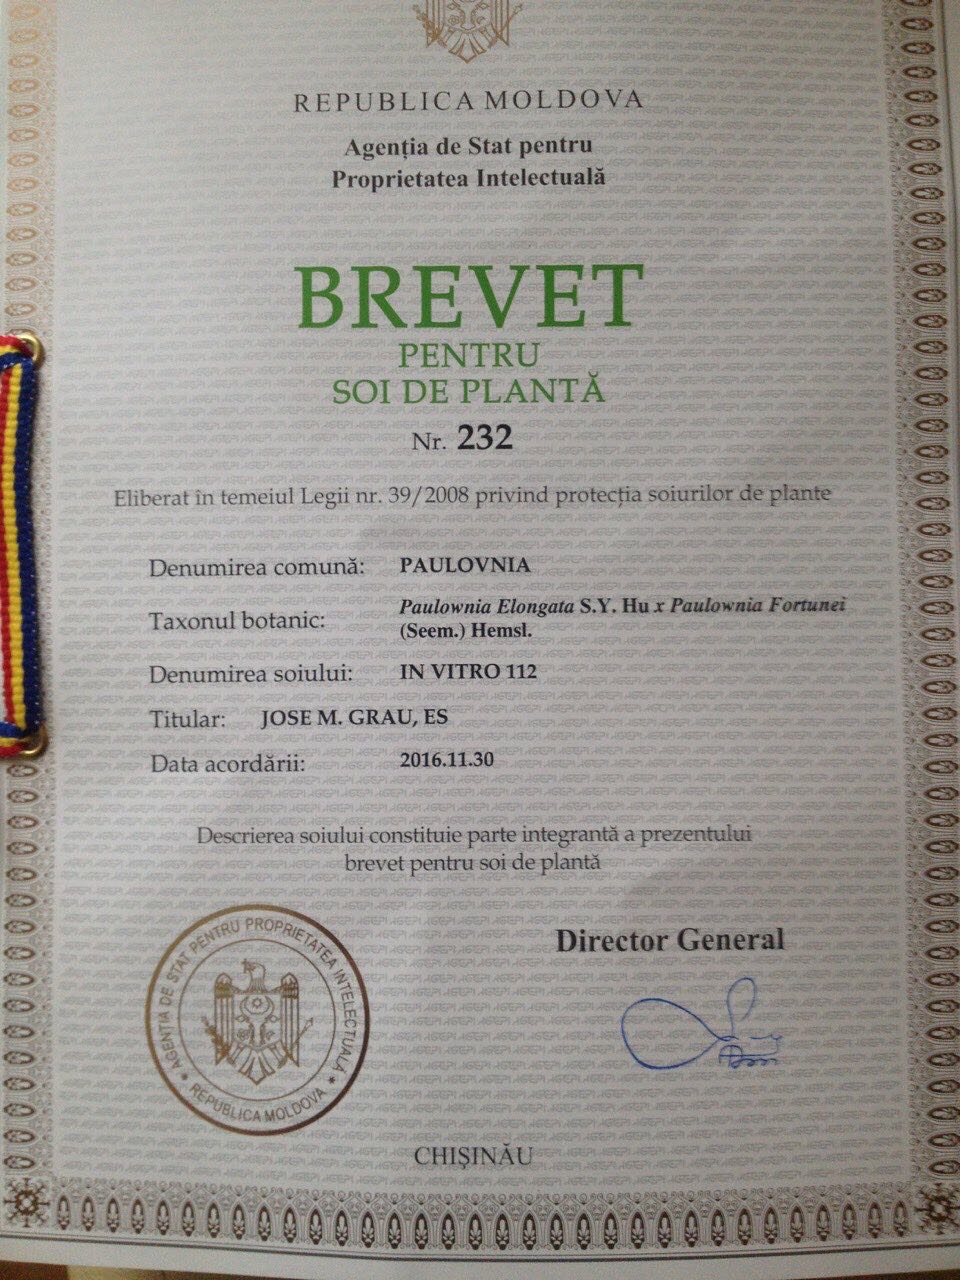 REPUBLICA MOLDOVA
Agenția de Stat pentru
Proprietatea Intelectuală
BREVET
PENTRU
SOI DE PLANTĂ
Nr. 232
Eliberat în temeiul Legii nr. 39/2008 privind protecția soiurilor de plante
Denumirea comună: PAULOVNIA
Taxonul botanic: Paulownia Elongata S.Y. Hu x Paulownia Fortunei
(Seem.) Hemsl.
Denumirea soiului: IN VITRO 112
Titular: JOSE M. GRAU, ES
Data acordării: 2016.11.30
Descrierea soiului constituie parte integrantă a prezentului
brevet pentru soi de plantă
Director General
AGENȚIA DE STAT PENTRU PROPRIETATEA INTELECTUALĂ
REPUBLICA MOLDOVA
CHIȘINĂU